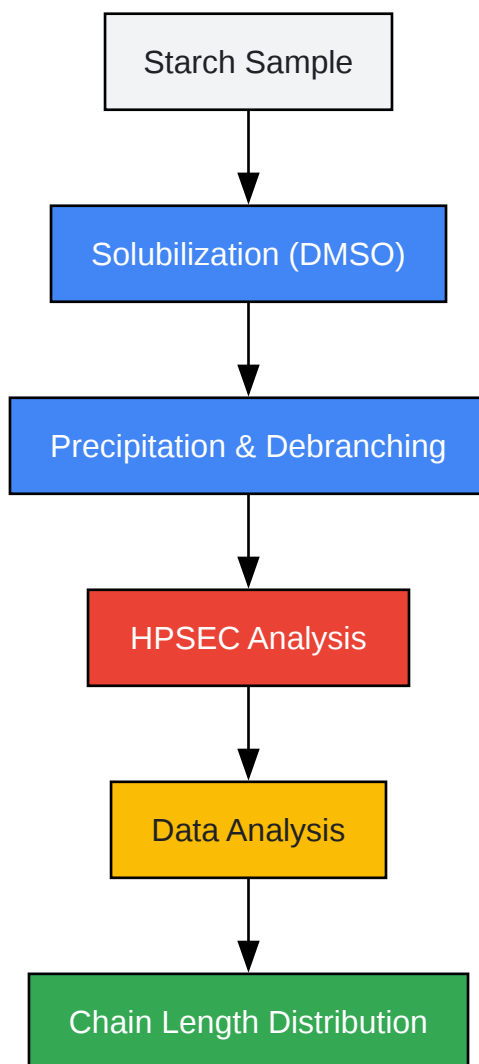 Starch Sample
Solubilization (DMSO)
Precipitation & Debranching
HPSEC Analysis
Data Analysis
Chain Length Distribution